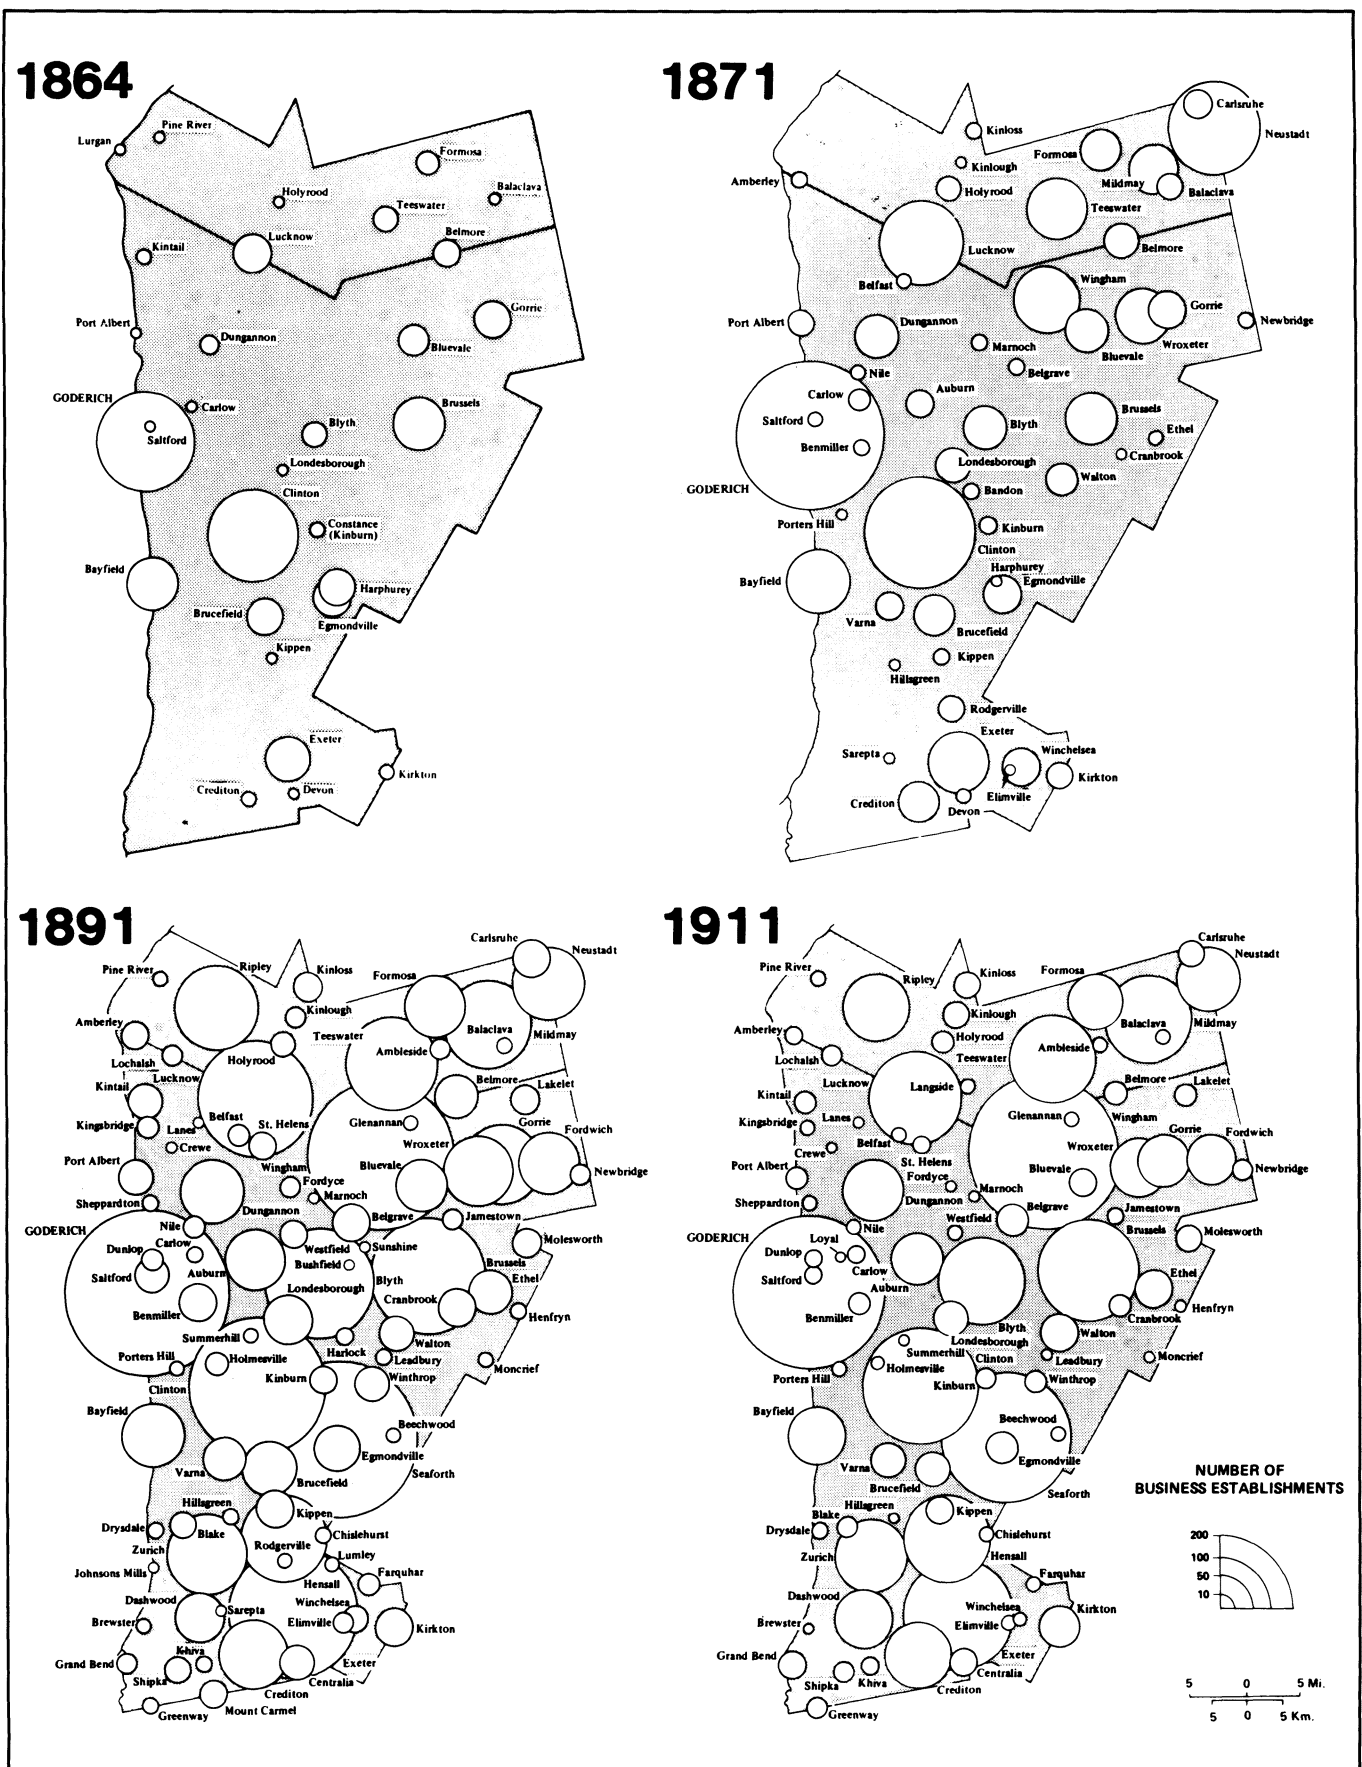 1864
Pine River
Lurgan
Formosa
Holyrood
Balaclava
Teeswater
Belmore
Lucknow
Kintail
Gorrie
Port Albert
Dungannon
Bluevale
GODERICH
Carlow
Brussels
Blyth
Saltford
Londesborough
Clinton
Constance
(Kinburn)
Bayfield
Harphurey
Brucefield
Egmondville
Kippen
Exeter
Kirkton
Crediton
Devon
1871
Carlsruhe
Kinloss
Neustadt
Formosa
Kinlough
Amberley
Holyrood
Mildmay
Balaclava
Teeswater
Lucknow
Belmore
Belfast
Wingham
Gorrie
Port Albert
Dungannon
Newbridge
Marnoch
Wroxeter
Bluevale
Nile
Belgrave
Carlow
Auburn
Saltford
Brussels
Blyth
Ethel
Benmiller
Cranbrook
Londesborough
Walton
GODERICH
Bandon
Porters Hill
Kinburn
Clinton
Harphurey
Bayfield
Egmondville
Varna
Brucefield
Kippen
Hillsgreen
Rodgerville
Exeter
Sarepta
Winchelsea
Kirkton
Crediton
Elimville
Devon
1891
Carlsruhe
Neustadt
Pine River
Ripley
Kinloss
Formosa
Kinlough
Amberley
Teeswater
Balaclava
Mildmay
Ambleside
Lochalsh
Holyrood
Lucknow
Kintail
Belmore
Lakelet
Belfast
Kingsbridge
Lanes
St. Helens
Glenannan
Gorrie
Fordwich
Crewe
Wroxeter
Port Albert
Wingham
Bluevale
Newbridge
Fordyce
Sheppardton
Marnoch
Dungannon
Belgrave
Jamestown
GODERICH
Nile
Carlow
Westfield
Sunshine
Molesworth
Dunlop
Bushfield
Brussels
Saltford
Auburn
Blyth
Ethel
Londesborough
Cranbrook
Benmiller
Henfryn
Summerhill
Harlock
Walton
Porters Hill
Holmesville
Leadbury
Moncrief
Clinton
Kinburn
Winthrop
Bayfield
Beechwood
Egmondville
Varna
Brucefield
Seaforth
Hillsgreen
Kippen
Drysdale
Blake
Chislehurst
Zurich
Rodgerville
Lumley
Johnsons Mills
Hensall
Farquhar
Dashwood
Sarepta
Winchelsea
Brewster
Elimville
Kirkton
Khiva
Grand Bend
Exeter
Shipka
Centralia
Crediton
Greenway
Mount Carmel
1911
Carlsruhe
Neustadt
Pine River
Ripley
Kinloss
Formosa
Kinlough
Balaclava
Mildmay
Amberley
Holyrood
Ambleside
Lochalsh
Teeswater
Lucknow
Langside
Belmore
Lakelet
Kintail
Kingsbridge
Lanes
Glenannan
Wingham
Belfast
Gorrie
Fordwich
Crewe
Wroxeter
Port Albert
St. Helens
Bluevale
Newbridge
Fordyce
Sheppardton
Dungannon
Marnoch
Belgrave
Jamestown
GODERICH
Nile
Westfield
Brussels
Molesworth
Loyal
Dunlop
Carlow
Saltford
Ethel
Auburn
Benmiller
Henfryn
Cranbrook
Blyth
Walton
Londesborough
Summerhill
Holmesville
Clinton
Leadbury
Moncrief
Porters Hill
Kinburn
Winthrop
Bayfield
Beechwood
Egmondville
Varna
Brucefield
Seaforth
Hillsgreen
Blake
Kippen
Drysdale
Chislehurst
Zurich
Hensall
Farquhar
Dashwood
Winchelsea
Kirkton
Brewster
Elimville
Exeter
Grand Bend
Centralia
Shipka
Khiva
Crediton
Greenway
NUMBER OF
BUSINESS ESTABLISHMENTS
200
100
50
10
5 0 5 Mi.
5 0 5 Km.